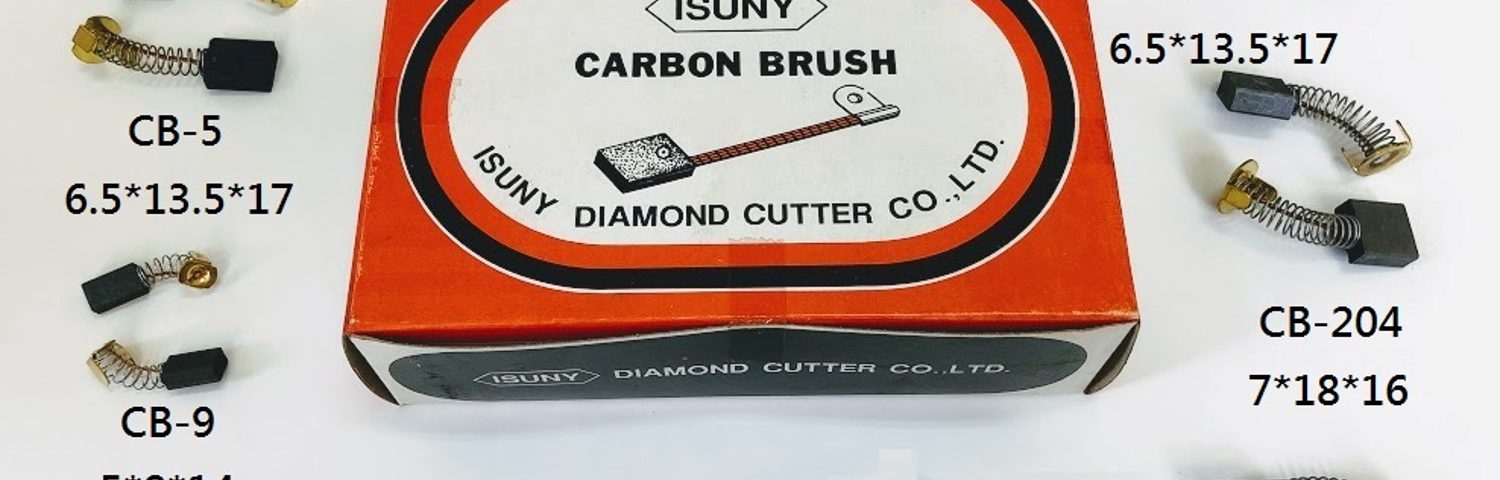 CB-5
6.5*13.5*17
CB-9
ISUNY
CARBON BRUSH
ISUNY DIAMOND CUTTER CO.,LTD.
ISUNY DIAMOND CUTTER CO.,LTD.
6.5*13.5*17
CB-204
7*18*16